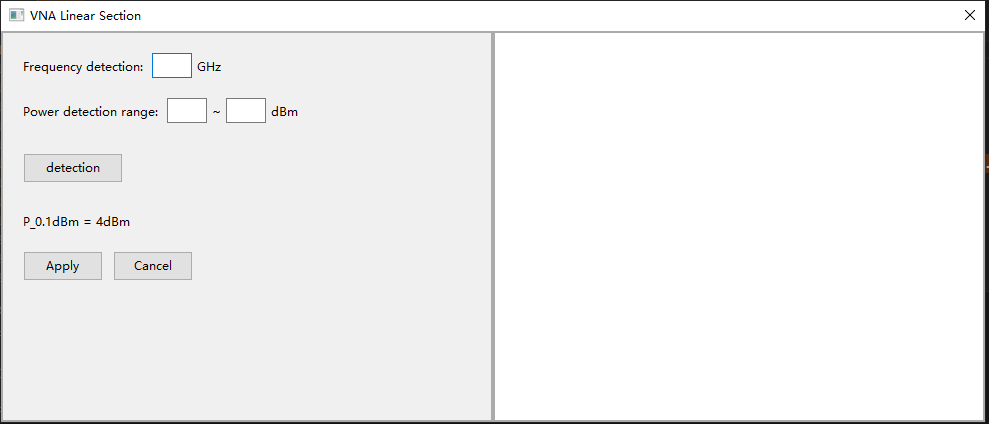 VNA Linear Section
Frequency detection: GHz
Power detection range: ~ dBm
detection
P_0.1dBm = 4dBm
Apply Cancel